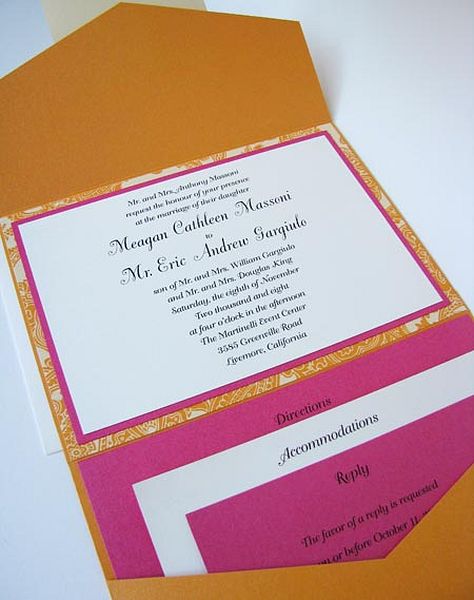 Mr. and Mrs. Anthony Massoni
request the honour of your presence
at the marriage of their daughter
Meagan Cathleen Massoni
to
Mr. Eric Andrew Gargiulo
son of Mr. and Mrs. William Gargiulo
and Mr. and Mrs. Douglas King
Saturday, the eighth of November
Two thousand and eight
at four o'clock in the afternoon
The Martinelli Event Center
3585 Greenville Road
Livermore, California
Directions
Accommodations
Reply
The favor of a reply is requested
on or before October 11,